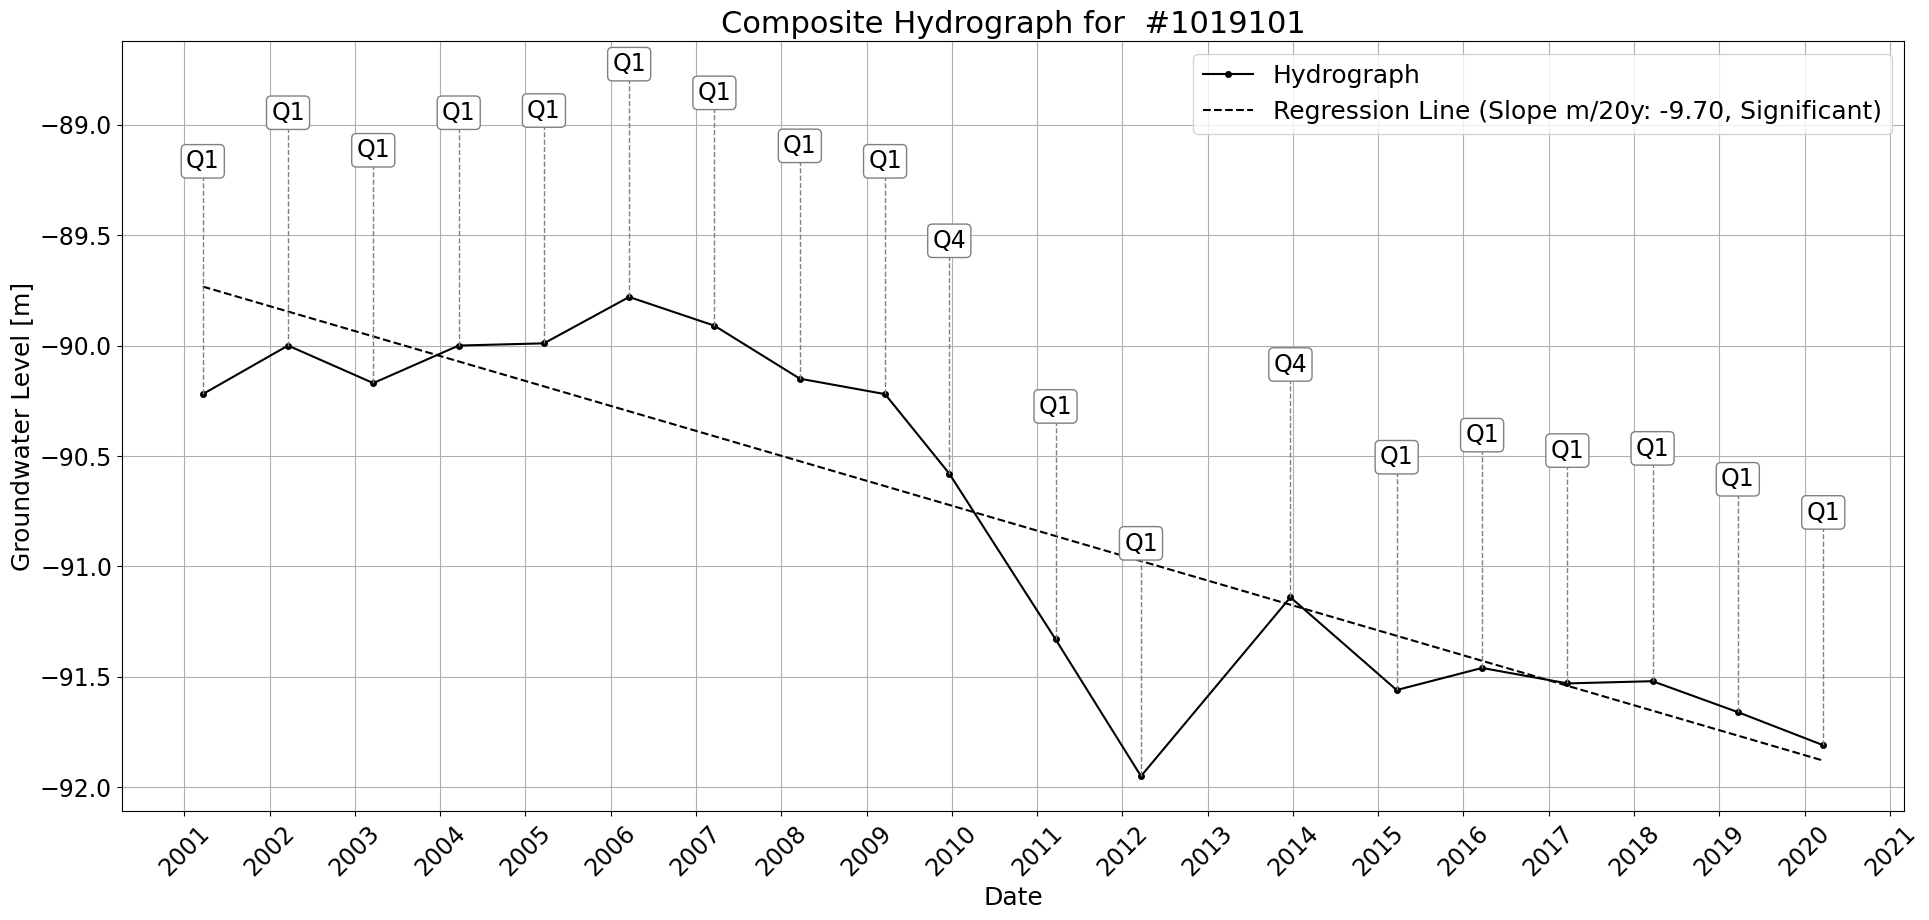 Composite Hydrograph for  #1019101
Hydrograph
Regression Line (Slope m/20y: -9.70, Significant)
Q1
Q1
Q1
Q1
Q1
Q1
Q1
Q1
Q1
Q4
Q1
Q1
Q4
Q1
Q1
Q1
Q1
Q1
Q1
Groundwater Level [m]
−89.0
−89.5
−90.0
−90.5
−91.0
−91.5
−92.0
2001
2002
2003
2004
2005
2006
2007
2008
2009
2010
2011
2012
2013
2014
2015
2016
2017
2018
2019
2020
2021
Date